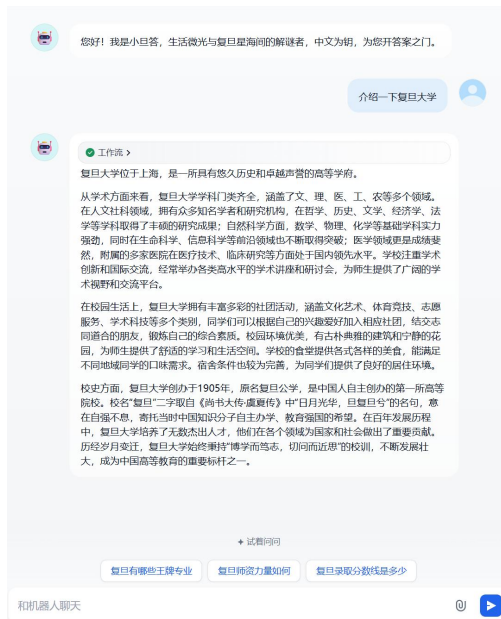 您好！我是小旦答，生活微光与复旦星海间的解谜者，中文为钥，为您开答案之门。
介绍一下复旦大学
工作流 >
复旦大学位于上海，是一所具有悠久历史和卓越声誉的高等学府。
从学术方面来看，复旦大学学科门类齐全，涵盖了文、理、医、工、农等多个领域。
在人文社科领域，拥有众多知名学者和研究机构，在哲学、历史、文学、经济学、法
学等学科取得了丰硕的研究成果；自然科学方面，数学、物理、化学等基础学科实力
强劲，同时在生命科学、信息科学等前沿领域也不断取得突破；医学领域更是成绩斐
然，附属的多家医院在医疗技术、临床研究等方面处于国内领先水平。学校注重学术
创新和国际交流，经常举办各类高水平的学术讲座和研讨会，为师生提供了广阔的学
术视野和交流平台。
在校园生活上，复旦大学拥有丰富多彩的社团活动，涵盖文化艺术、体育竞技、志愿
服务、学术科技等多个类别，同学们可以根据自己的兴趣爱好加入相应社团，结交志
同道合的朋友，锻炼自己的综合素质。校园环境优美，有古朴典雅的建筑和宁静的花
园，为师生提供了舒适的学习和生活空间。学校的食堂提供各式各样的美食，能满足
不同地域同学的口味需求。宿舍条件也较为完善，为同学们提供了良好的居住环境。
校史方面，复旦大学创办于1905年，原名复旦公学，是中国人自主创办的第一所高等
院校。校名“复旦”二字取自《尚书大传·虞夏传》中“日月光华，旦复旦兮”的名句，意
在自强不息，寄托当时中国知识分子自主办学、教育强国的希望。在百年发展历程
中，复旦大学培养了无数杰出人才，他们在各个领域为国家和社会做出了重要贡献。
历经岁月变迁，复旦大学始终秉持“博学而笃志，切问而近思”的校训，不断发展壮
大，成为中国高等教育的重要标杆之一。
试着问问
复旦有哪些王牌专业
复旦师资力量如何
复旦录取分数线是多少
和机器人聊天